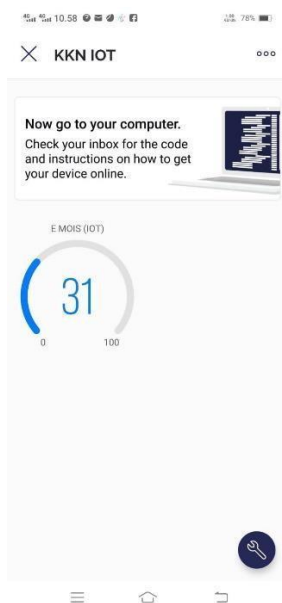 10.58
78%
KKN IOT
Now go to your computer.
Check your inbox for the code
and instructions on how to get
your device online.
E MOIS (IOT)
31
0 100